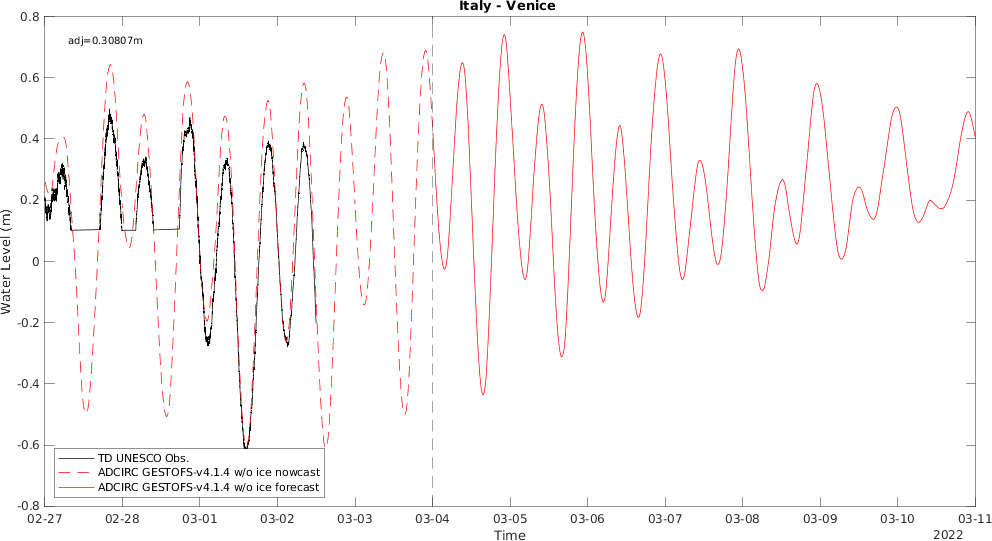 Italy - Venice
adj=0.30807m
Water Level (m)
0.8
0.6
0.4
0.2
0
-0.2
-0.4
-0.6
-0.8
TD UNESCO Obs.
ADCIRC GESTOFS-v4.1.4 w/o ice nowcast
ADCIRC GESTOFS-v4.1.4 w/o ice forecast
02-27 02-28 03-01 03-02 03-03 03-04 03-05 03-06 03-07 03-08 03-09 03-10 03-11
Time
2022